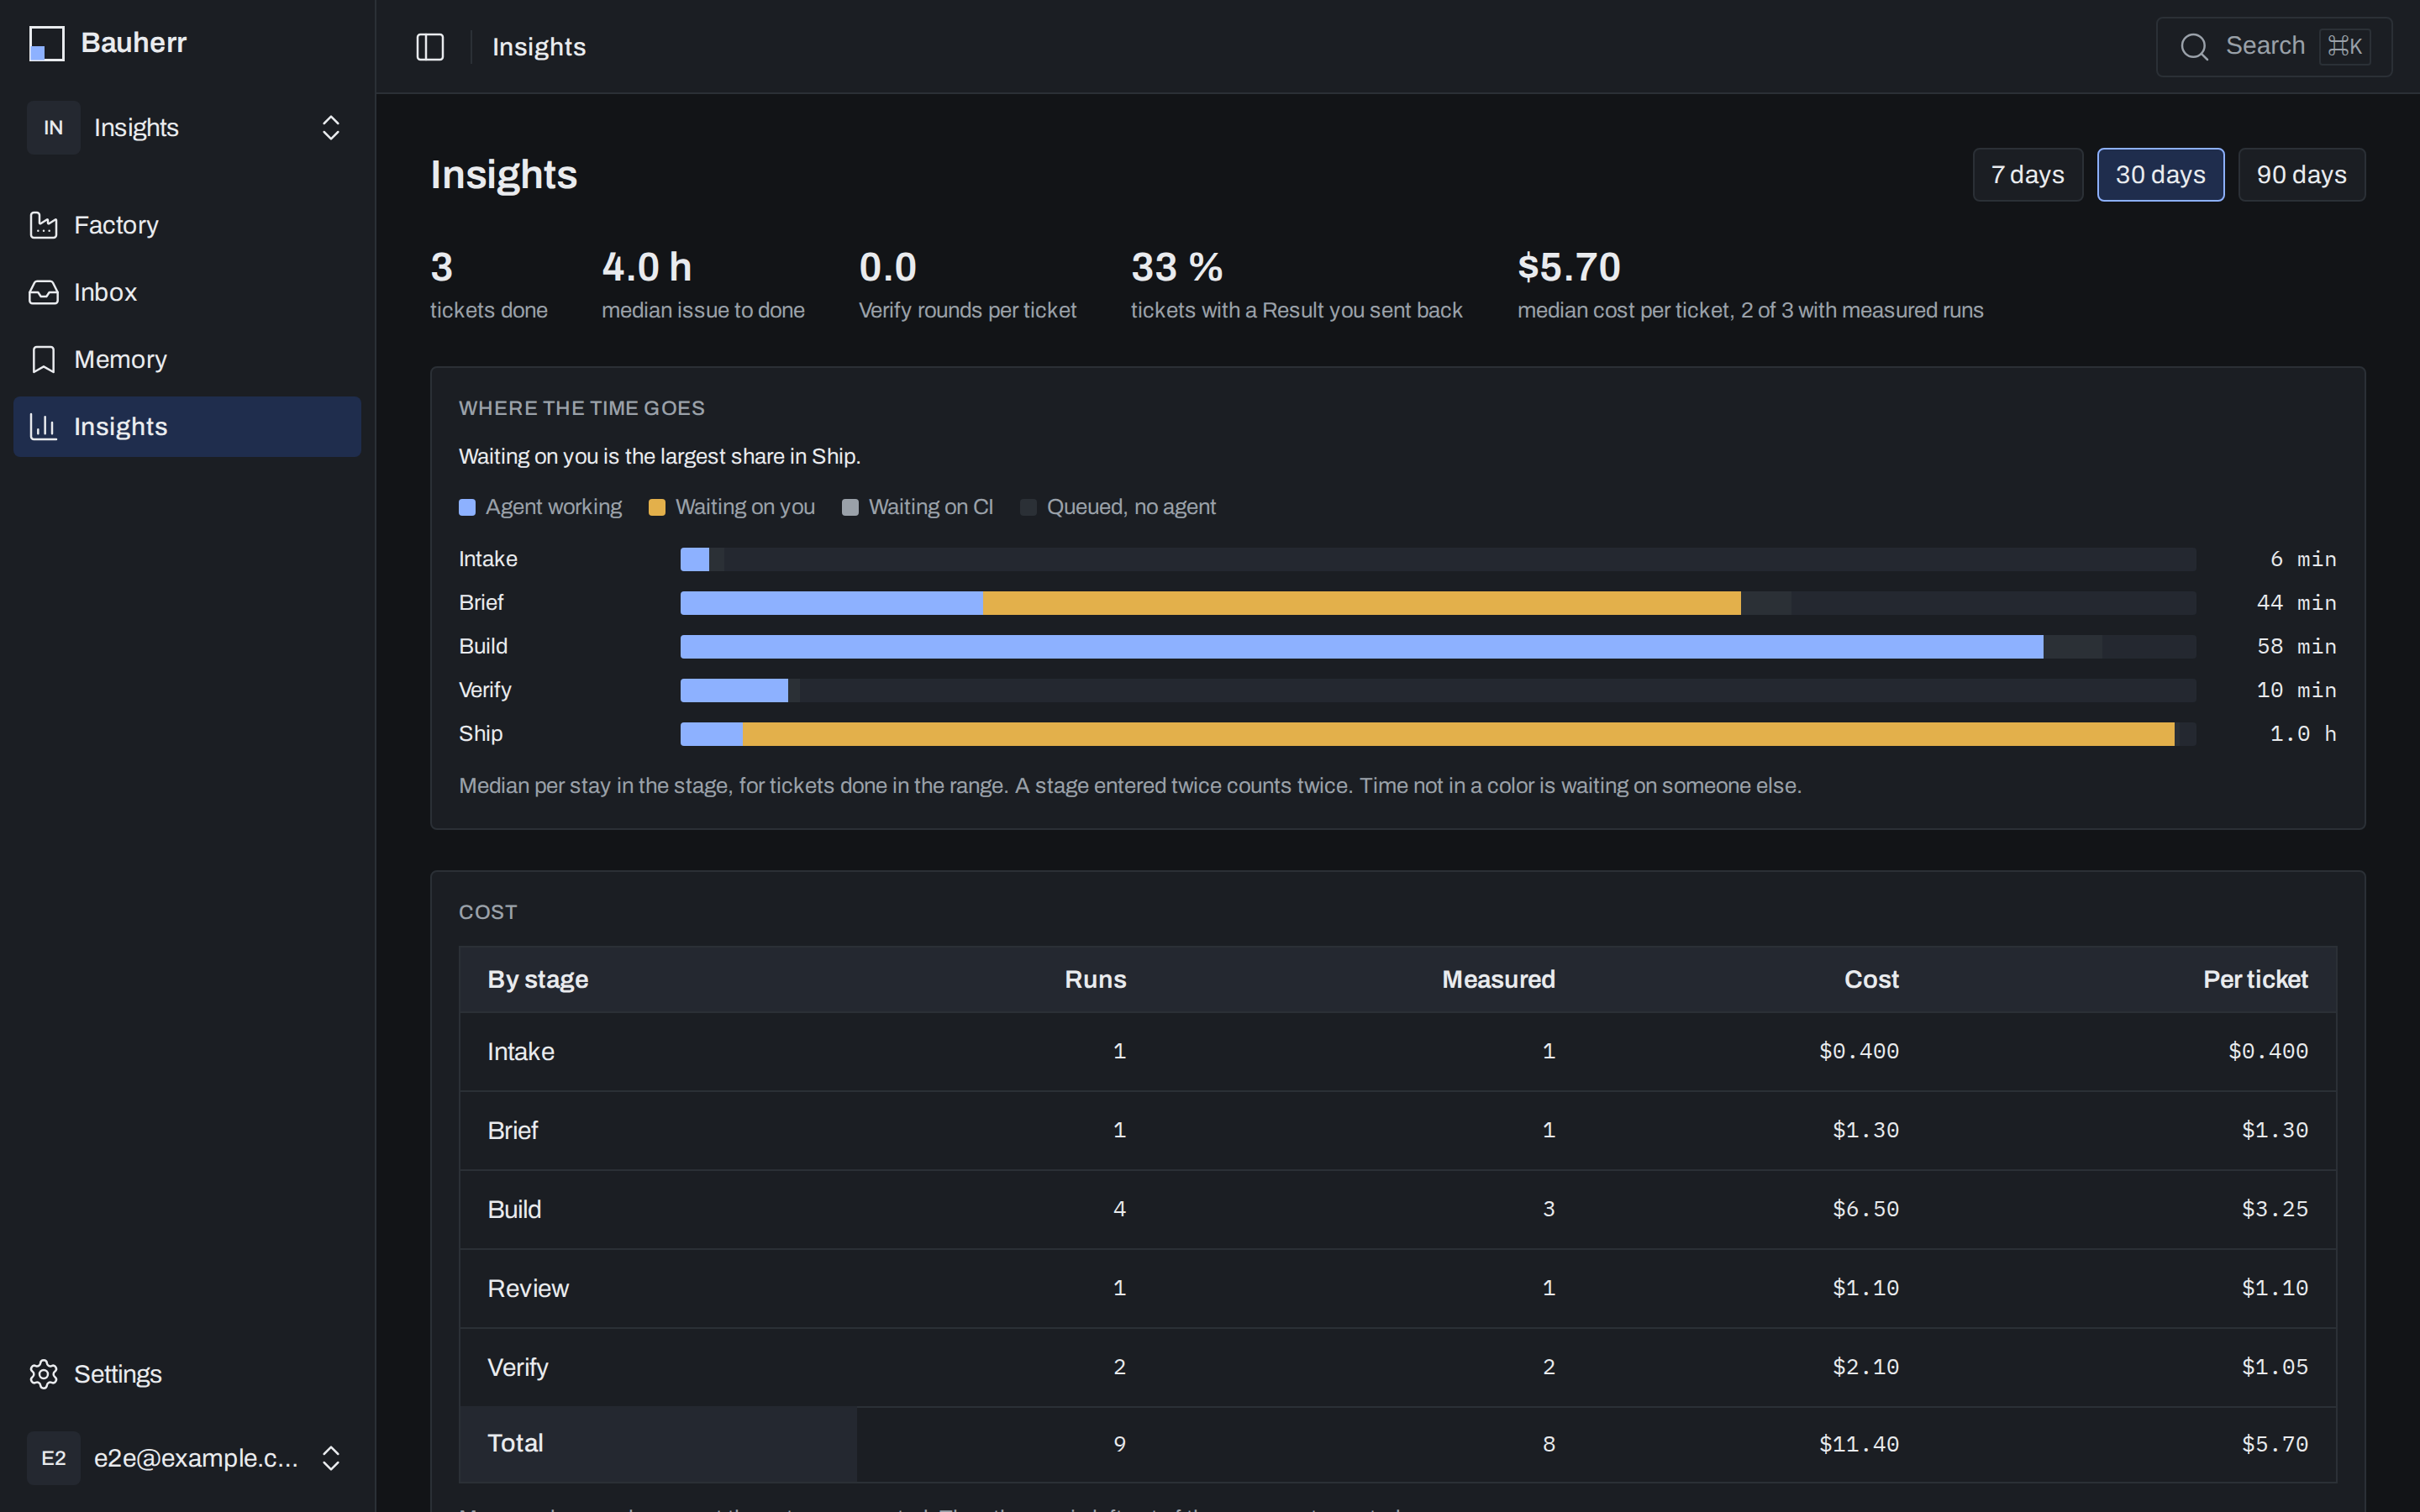 Bauherr
Insights
Search ⌘K
IN Insights
Factory
Inbox
Memory
Insights
Settings
E2 e2e@example.c...
Insights
7 days 30 days 90 days
3 4.0 h 0.0 33 % $5.70
tickets done median issue to done Verify rounds per ticket tickets with a Result you sent back median cost per ticket, 2 of 3 with measured runs
WHERE THE TIME GOES
Waiting on you is the largest share in Ship.
Agent working Waiting on you Waiting on CI Queued, no agent
Intake 6 min
Brief 44 min
Build 58 min
Verify 10 min
Ship 1.0 h
Median per stay in the stage, for tickets done in the range. A stage entered twice counts twice. Time not in a color is waiting on someone else.
COST
By stage Runs Measured Cost Per ticket
Intake 1 1 $0.400 $0.400
Brief 1 1 $1.30 $1.30
Build 4 3 $6.50 $3.25
Review 1 1 $1.10 $1.10
Verify 2 2 $2.10 $1.05
Total 9 8 $11.40 $5.70